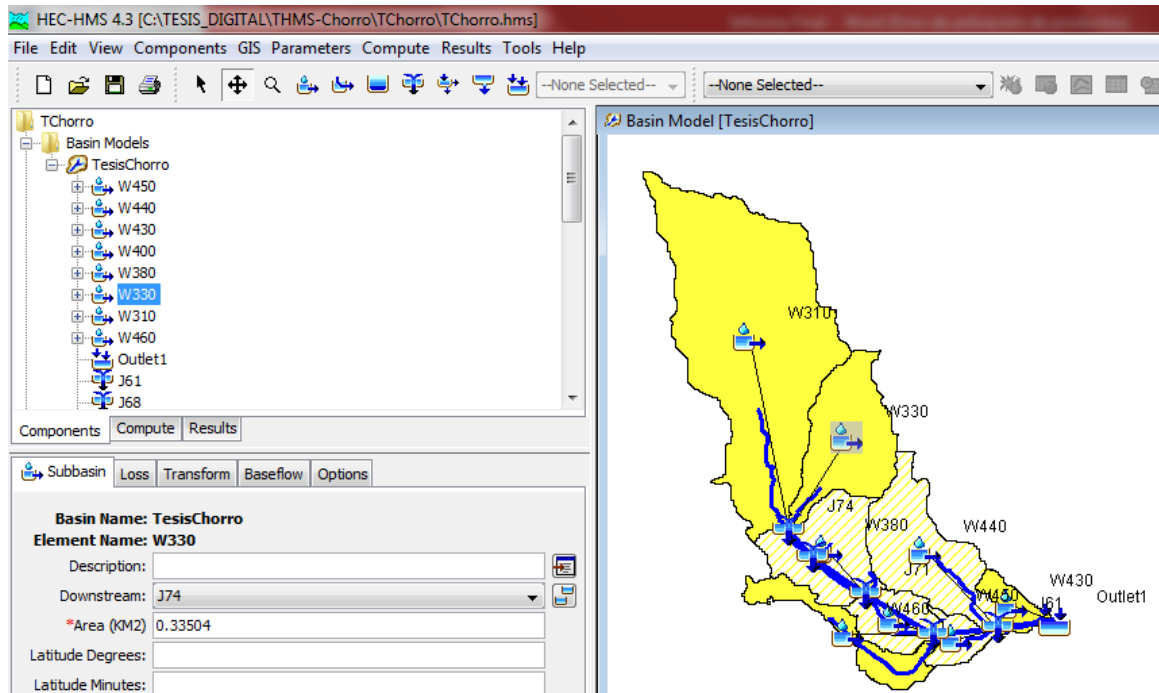 HEC-HMS 4.3 [C:\TESIS_DIGITAL\THMS-Chorro\TChorro\TChorro.hms]
File Edit View Components GIS Parameters Compute Results Tools Help
--None Selected-- --None Selected--
TChorro
Basin Models
TesisChorro
W450
W440
W430
W400
W380
W330
W310
W460
Outlet1
J61
J68
Components Compute Results
Subbasin Loss Transform Baseflow Options
Basin Name: TesisChorro
Element Name: W330
Description:
Downstream: J74
*Area (KM2) 0.33504
Latitude Degrees:
Latitude Minutes:
Basin Model [TesisChorro]
W310
W330
J74
W380
W440
J71
W430
W450
J61
Outlet1
W460